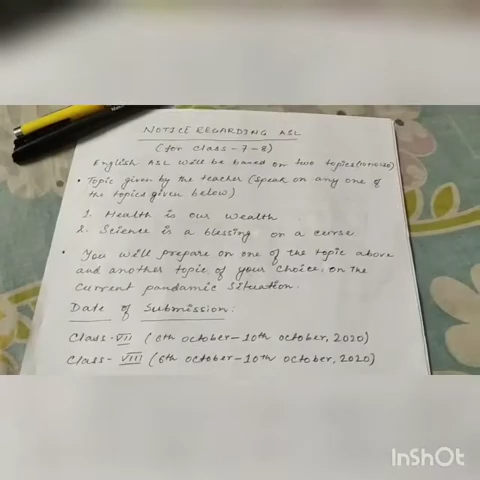 NOTICE REGARDING ASL
(for class-7-8)
English ASL will be based on two topics(10+10=20)
• Topic given by the teacher (Speak on any one of
the topics given below)
1. Health is our wealth
2. Science is a blessing or a curse
• You will prepare on one of the topic above
and another topic of your choice on the
current pandamic situation.
Date of Submission:
Class-VII (6th october-10th october, 2020)
Class- VIII (6th october-10th october, 2020)
InShOt